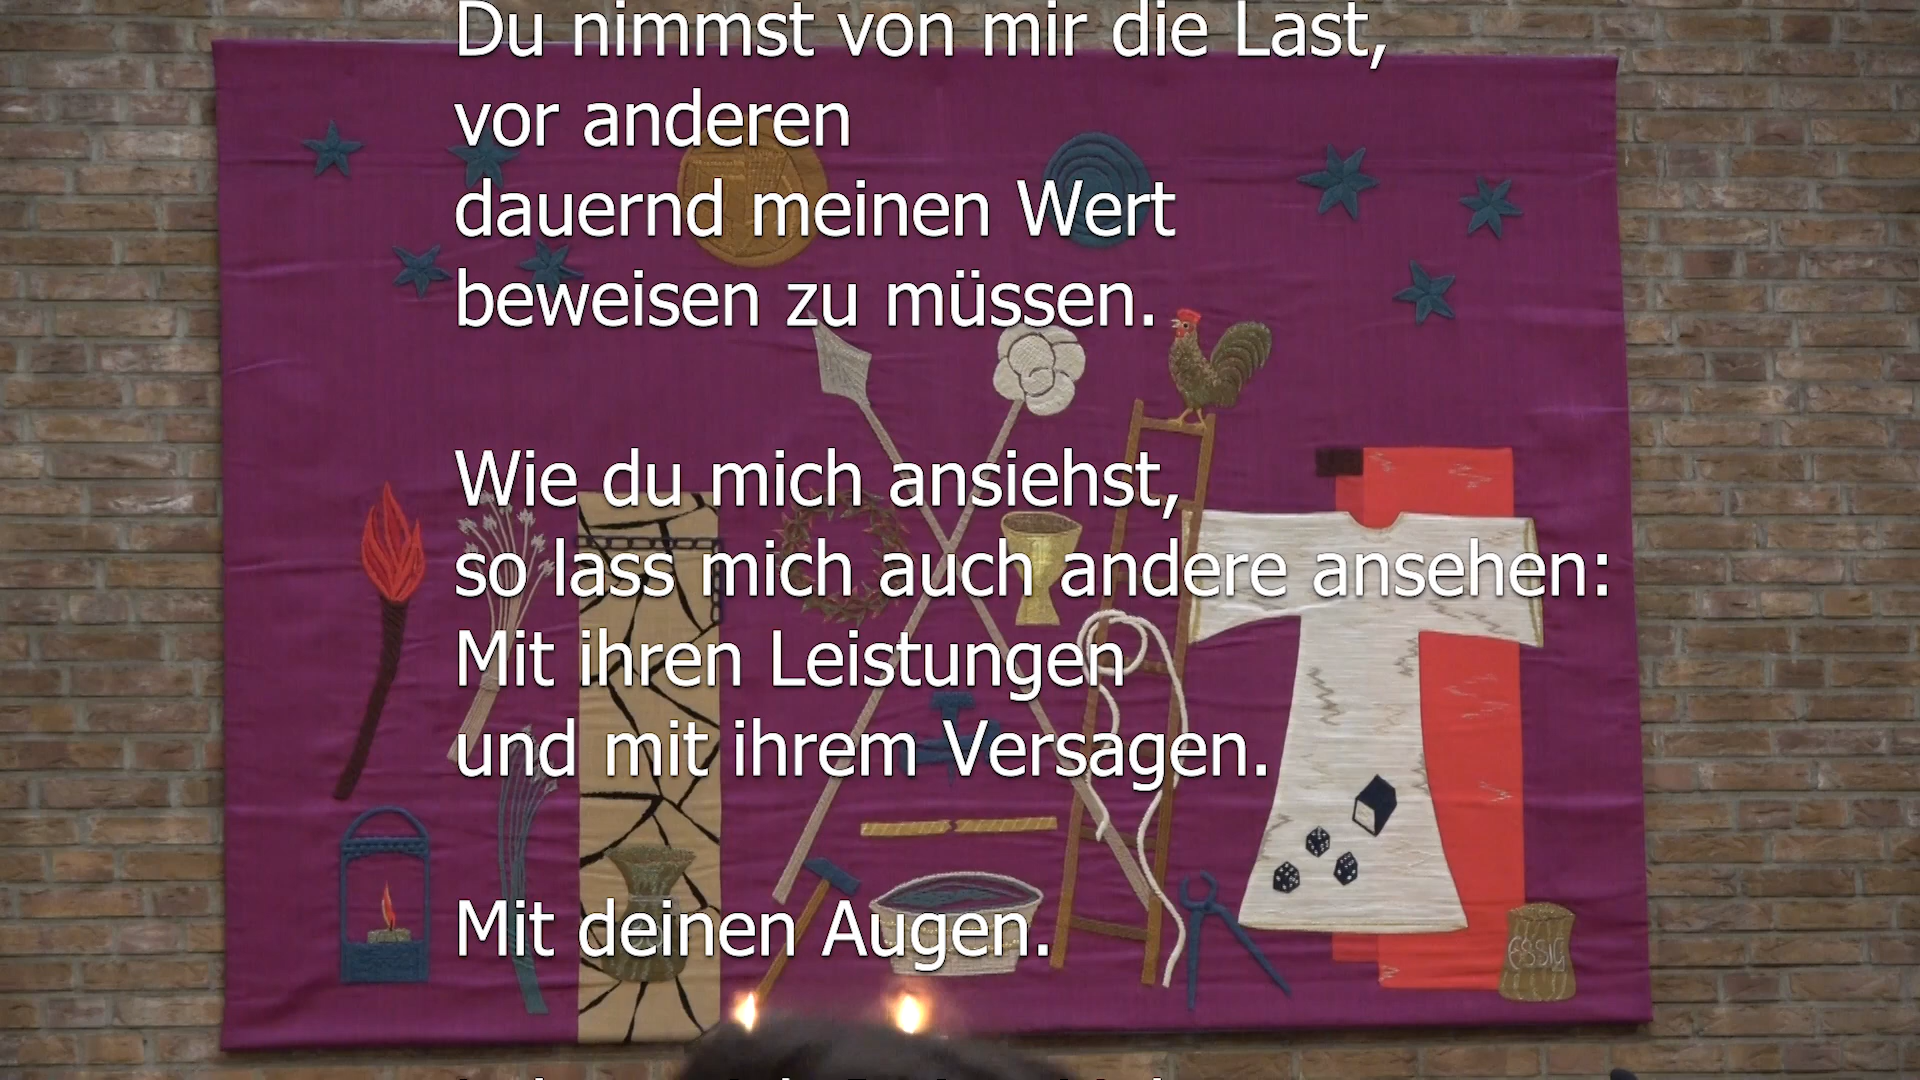 Du nimmst von mir die Last,
vor anderen
dauernd meinen Wert
beweisen zu müssen.
Wie du mich ansiehst,
so lass mich auch andere ansehen:
Mit ihren Leistungen
und mit ihrem Versagen.
Mit deinen Augen.
ESSIG